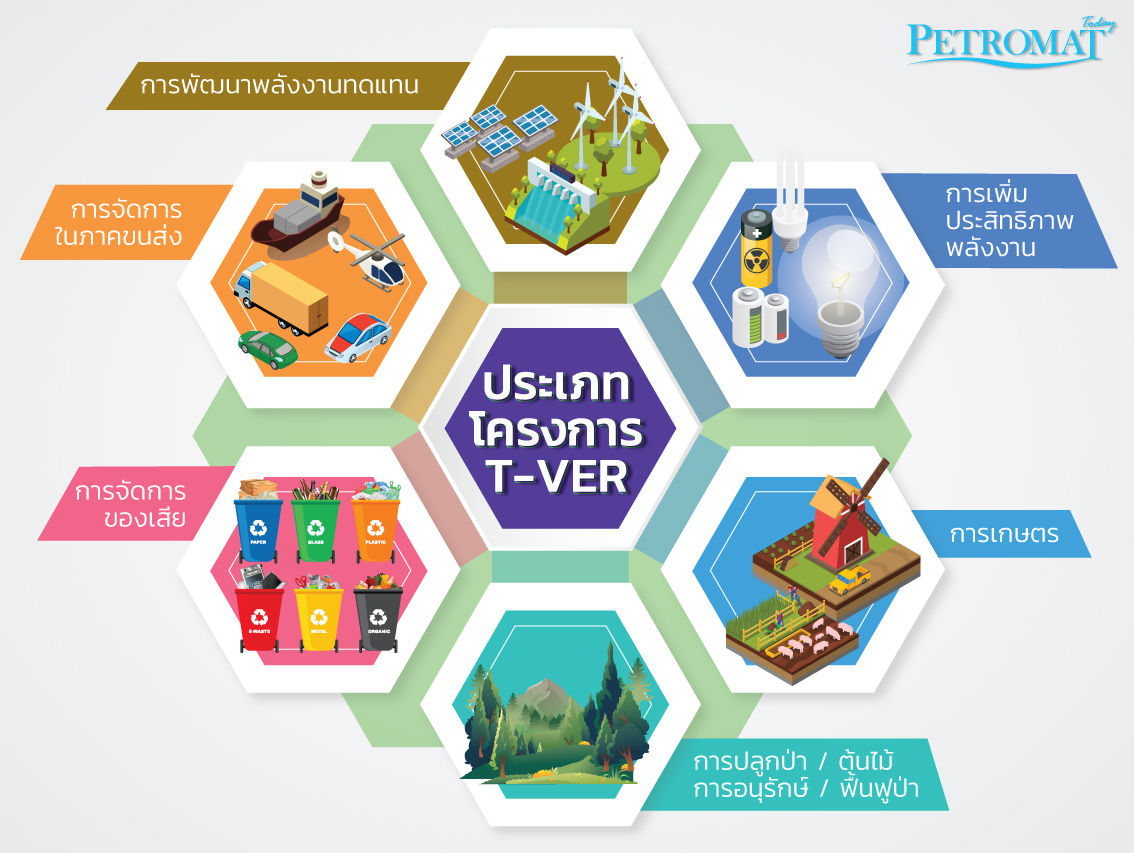 PETROMAT Today
การพัฒนาพลังงานทดแทน
การจัดการ
ในภาคขนส่ง
การเพิ่ม
ประสิทธิภาพ
พลังงาน
ประเภท
โครงการ
T-VER
การจัดการ
ของเสีย
PAPER
GLASS
PLASTIC
E-WASTE
METAL
ORGANIC
การเกษตร
การปลูกป่า / ต้นไม้
การอนุรักษ์ / ฟื้นฟูป่า